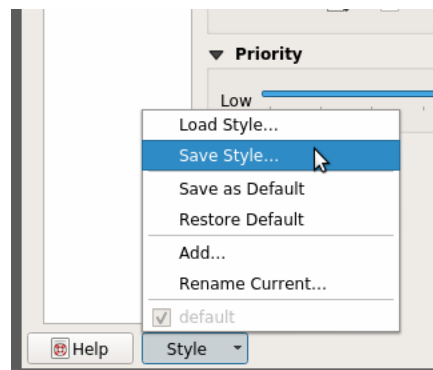 Priority
Low
Load Style...
Save Style...
Save as Default
Restore Default
Add...
Rename Current...
default
Help
Style